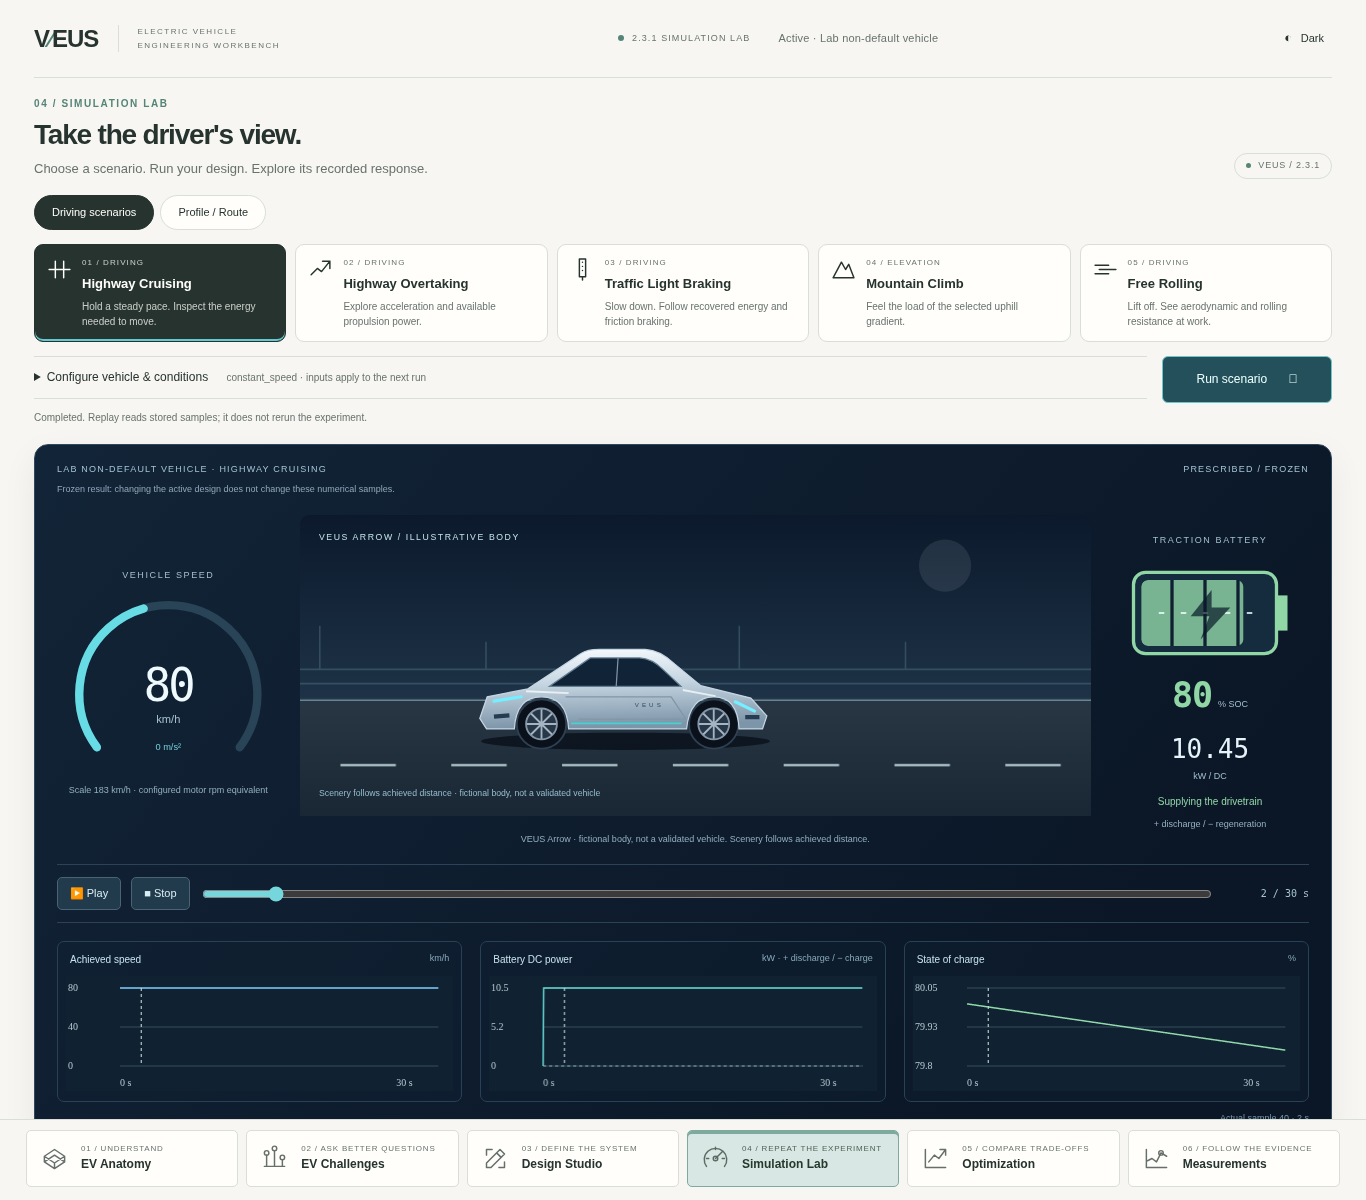 VEUS
ELECTRIC VEHICLE
ENGINEERING WORKBENCH
2.3.1 SIMULATION LAB
Active · Lab non-default vehicle
Dark
04 / SIMULATION LAB
Take the driver's view.
Choose a scenario. Run your design. Explore its recorded response.
VEUS / 2.3.1
Driving scenarios
Profile / Route
01 / DRIVING
Highway Cruising
Hold a steady pace. Inspect the energy
needed to move.
02 / DRIVING
Highway Overtaking
Explore acceleration and available
propulsion power.
03 / DRIVING
Traffic Light Braking
Slow down. Follow recovered energy and
friction braking.
04 / ELEVATION
Mountain Climb
Feel the load of the selected uphill
gradient.
05 / DRIVING
Free Rolling
Lift off. See aerodynamic and rolling
resistance at work.
Configure vehicle & conditions
constant_speed · inputs apply to the next run
Run scenario
Completed. Replay reads stored samples; it does not rerun the experiment.
LAB NON-DEFAULT VEHICLE · HIGHWAY CRUISING
PRESCRIBED / FROZEN
Frozen result: changing the active design does not change these numerical samples.
VEHICLE SPEED
80
km/h
0 m/s²
Scale 183 km/h · configured motor rpm equivalent
VEUS ARROW / ILLUSTRATIVE BODY
VEUS
Scenery follows achieved distance · fictional body, not a validated vehicle
VEUS Arrow · fictional body, not a validated vehicle. Scenery follows achieved distance.
TRACTION BATTERY
80 % SOC
10.45
kW / DC
Supplying the drivetrain
+ discharge / − regeneration
Play
Stop
2 / 30 s
Achieved speed
km/h
80
40
0
0 s
30 s
Battery DC power
kW · + discharge / − charge
10.5
5.2
0
0 s
30 s
State of charge
%
80.05
79.93
79.8
0 s
30 s
Actual sample 40 · 2 s
01 / UNDERSTAND
EV Anatomy
02 / ASK BETTER QUESTIONS
EV Challenges
03 / DEFINE THE SYSTEM
Design Studio
04 / REPEAT THE EXPERIMENT
Simulation Lab
05 / COMPARE TRADE-OFFS
Optimization
06 / FOLLOW THE EVIDENCE
Measurements